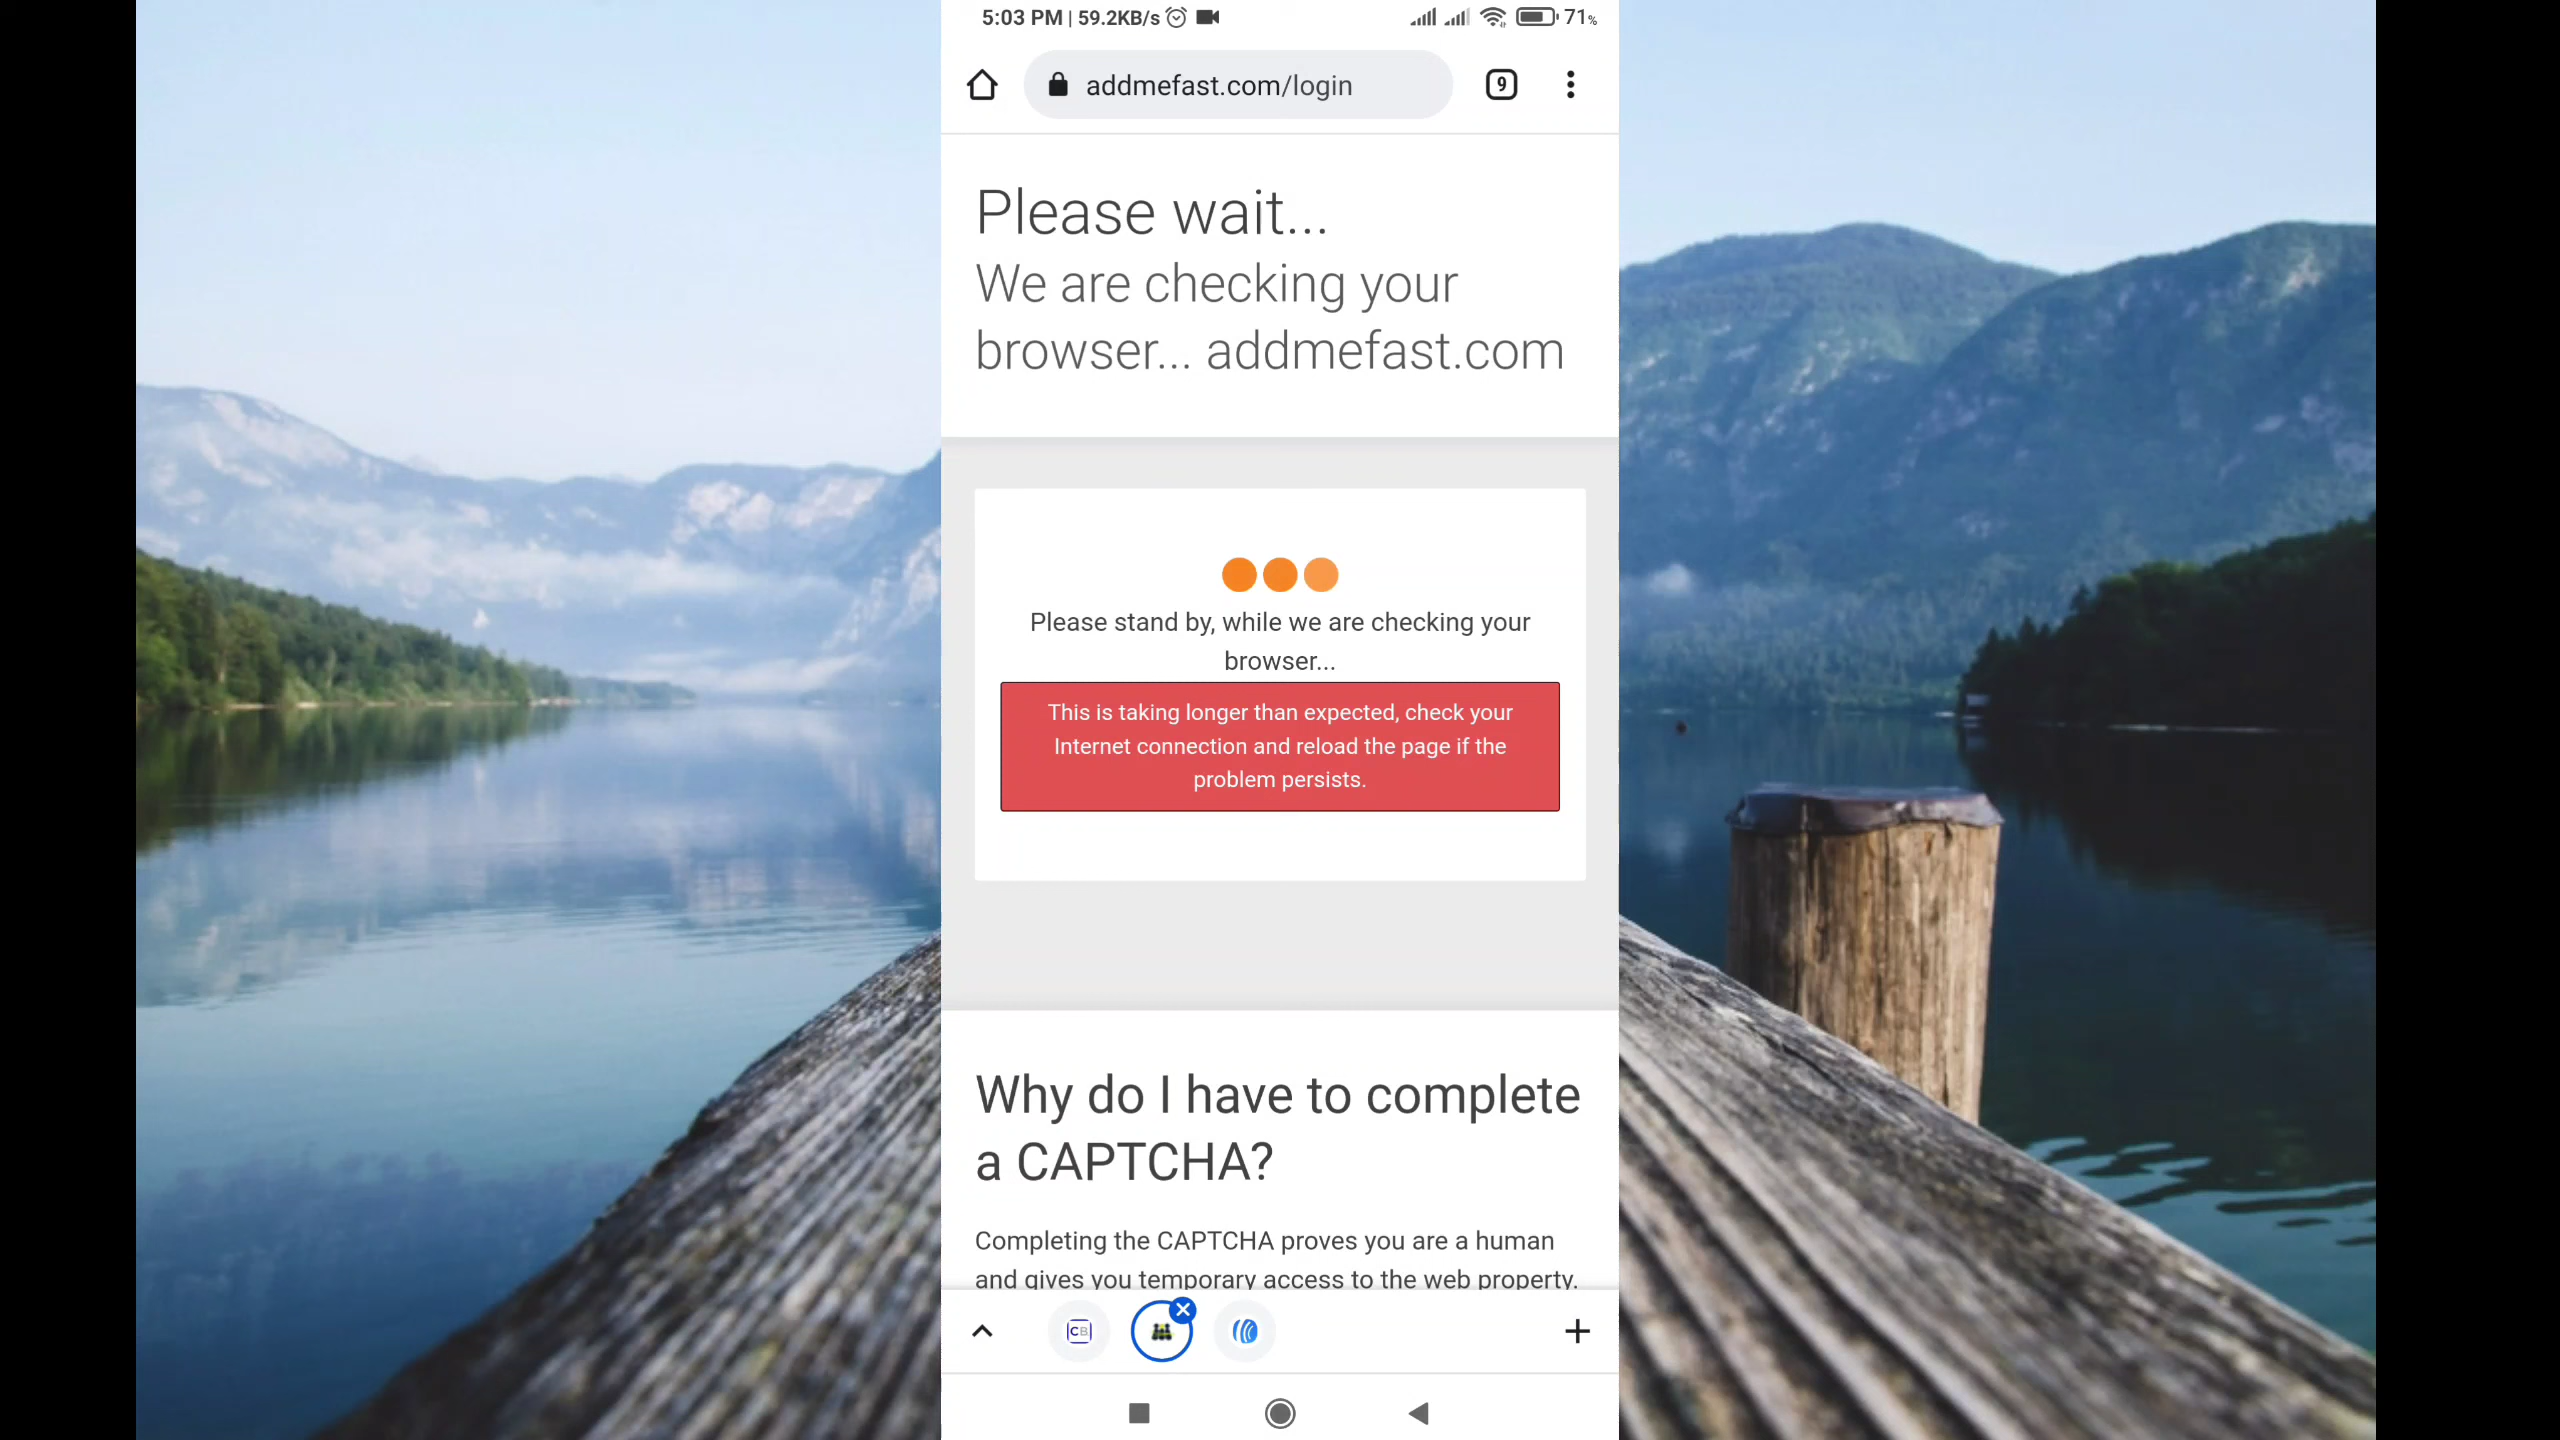 5:03 PM | 59.2KB/s
71%
addmefast.com/login
9
Please wait...
We are checking your
browser... addmefast.com
Please stand by, while we are checking your
browser...
This is taking longer than expected, check your
Internet connection and reload the page if the
problem persists.
Why do I have to complete
a CAPTCHA?
Completing the CAPTCHA proves you are a human
and gives you temporary access to the web property.
CB